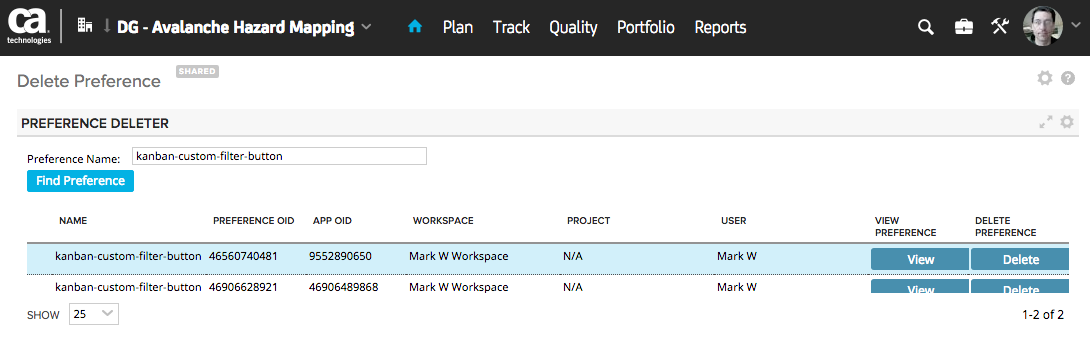 ca
technologies
DG - Avalanche Hazard Mapping
Plan Track Quality Portfolio Reports
Delete Preference SHARED
?
PREFERENCE DELETER
Preference Name: kanban-custom-filter-button
Find Preference
NAME PREFERENCE OID APP OID WORKSPACE PROJECT USER VIEW PREFERENCE DELETE PREFERENCE
kanban-custom-filter-button 46560740481 9552890650 Mark W Workspace N/A Mark W View Delete
kanban-custom-filter-button 46906628921 46906489868 Mark W Workspace N/A Mark W View Delete
SHOW 25 1-2 of 2